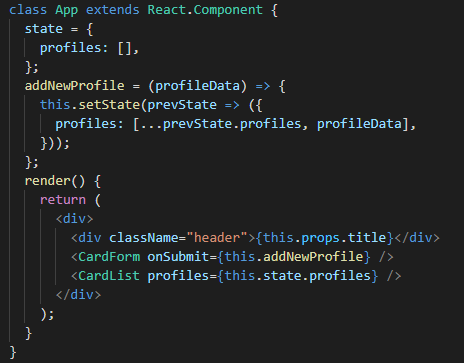 class App extends React.Component {
  state = {
    profiles: [],
  };
  addNewProfile = (profileData) => {
    this.setState(prevState => ({
      profiles: [...prevState.profiles, profileData],
    }));
  };
  render() {
    return (
      <div>
        <div className="header">{this.props.title}</div>
        <CardForm onSubmit={this.addNewProfile} />
        <CardList profiles={this.state.profiles} />
      </div>
    );
  }
}